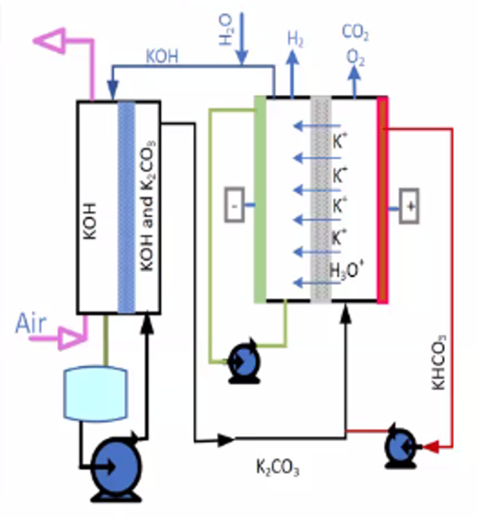 H₂O
H₂
CO₂
O₂
KOH
KOH
KOH and K₂CO₃
K⁺
K⁺
K⁺
K⁺
H₃O⁺
-
+
Air
KHCO₃
K₂CO₃